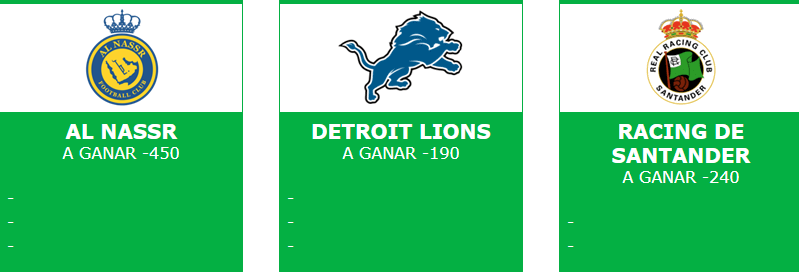 AL NASSR
FOOTBALL CLUB
AL NASSR
A GANAR -450
-
-
-
DETROIT LIONS
A GANAR -190
-
-
-
REAL RACING CLUB
SANTANDER
RACING DE
SANTANDER
A GANAR -240
-
-